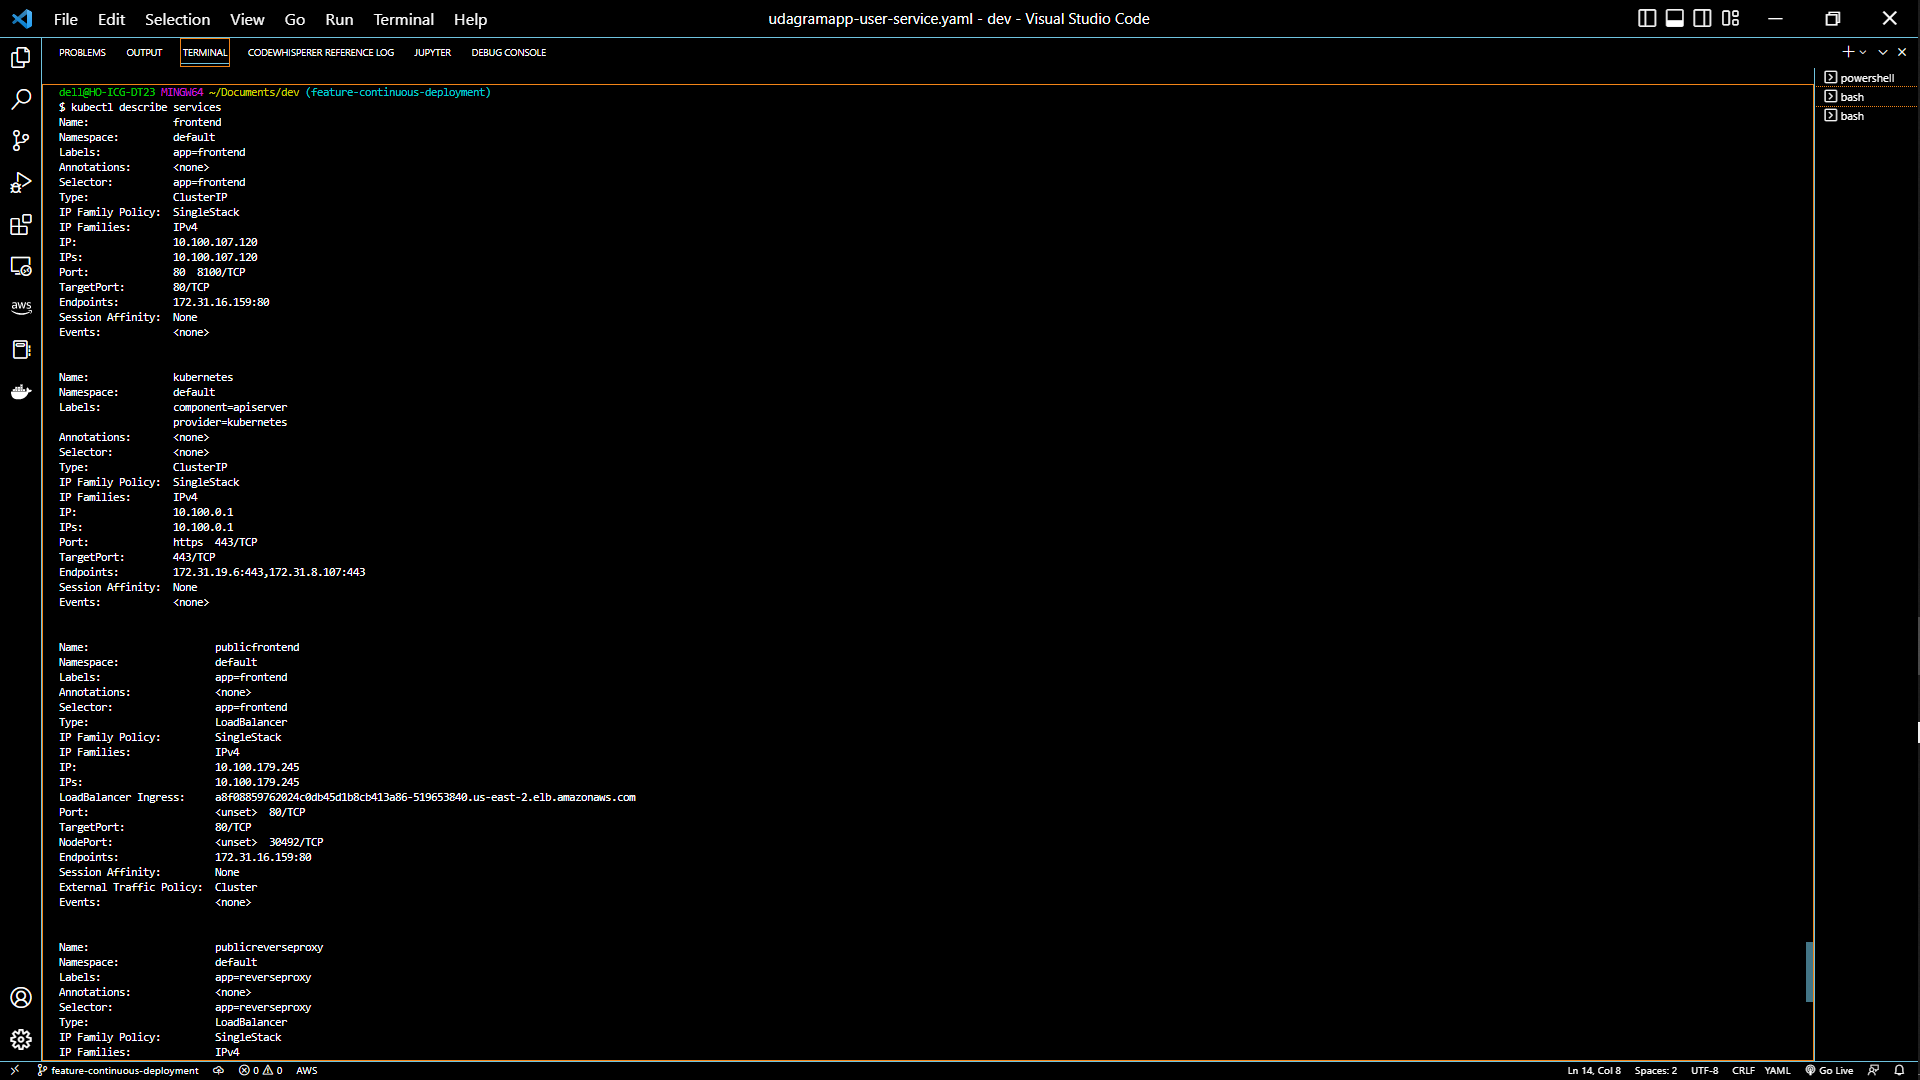 File Edit Selection View Go Run Terminal Help
udagramapp-user-service.yaml - dev - Visual Studio Code
PROBLEMS OUTPUT TERMINAL CODEWHISPERER REFERENCE LOG JUPYTER DEBUG CONSOLE
powershell
bash
bash
aws
dell@HO-ICG-DT23 MINGW64 ~/Documents/dev (feature-continuous-deployment)
$ kubectl describe services
Name: frontend
Namespace: default
Labels: app=frontend
Annotations: <none>
Selector: app=frontend
Type: ClusterIP
IP Family Policy: SingleStack
IP Families: IPv4
IP: 10.100.107.120
IPs: 10.100.107.120
Port: 80 8100/TCP
TargetPort: 80/TCP
Endpoints: 172.31.16.159:80
Session Affinity: None
Events: <none>
Name: kubernetes
Namespace: default
Labels: component=apiserver
provider=kubernetes
Annotations: <none>
Selector: <none>
Type: ClusterIP
IP Family Policy: SingleStack
IP Families: IPv4
IP: 10.100.0.1
IPs: 10.100.0.1
Port: https 443/TCP
TargetPort: 443/TCP
Endpoints: 172.31.19.6:443,172.31.8.107:443
Session Affinity: None
Events: <none>
Name: publicfrontend
Namespace: default
Labels: app=frontend
Annotations: <none>
Selector: app=frontend
Type: LoadBalancer
IP Family Policy: SingleStack
IP Families: IPv4
IP: 10.100.179.245
IPs: 10.100.179.245
LoadBalancer Ingress: a8f08859762024c0db45d1b8cb413a86-519653840.us-east-2.elb.amazonaws.com
Port: <unset> 80/TCP
TargetPort: 80/TCP
NodePort: <unset> 30492/TCP
Endpoints: 172.31.16.159:80
Session Affinity: None
External Traffic Policy: Cluster
Events: <none>
Name: publicreverseproxy
Namespace: default
Labels: app=reverseproxy
Annotations: <none>
Selector: app=reverseproxy
Type: LoadBalancer
IP Family Policy: SingleStack
IP Families: IPv4
feature-continuous-deployment 0 0 AWS
Ln 14, Col 8 Spaces: 2 UTF-8 CRLF YAML Go Live